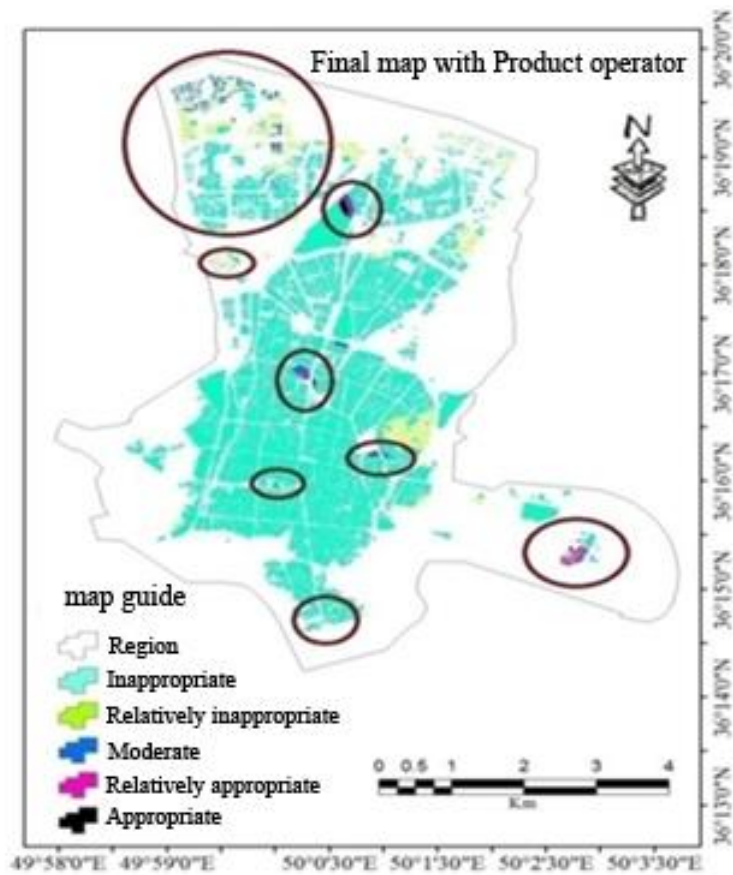 Final map with Product operator
N
36°20'0"N
36°19'0"N
36°18'0"N
36°17'0"N
36°16'0"N
36°15'0"N
36°14'0"N
36°13'0"N
map guide
Region
Inappropriate
Relatively inappropriate
Moderate
Relatively appropriate
Appropriate
0 0.5 1 2 3 4
Km
49°58'0"E 49°59'0"E 50°0'30"E 50°1'30"E 50°2'30"E 50°3'30"E